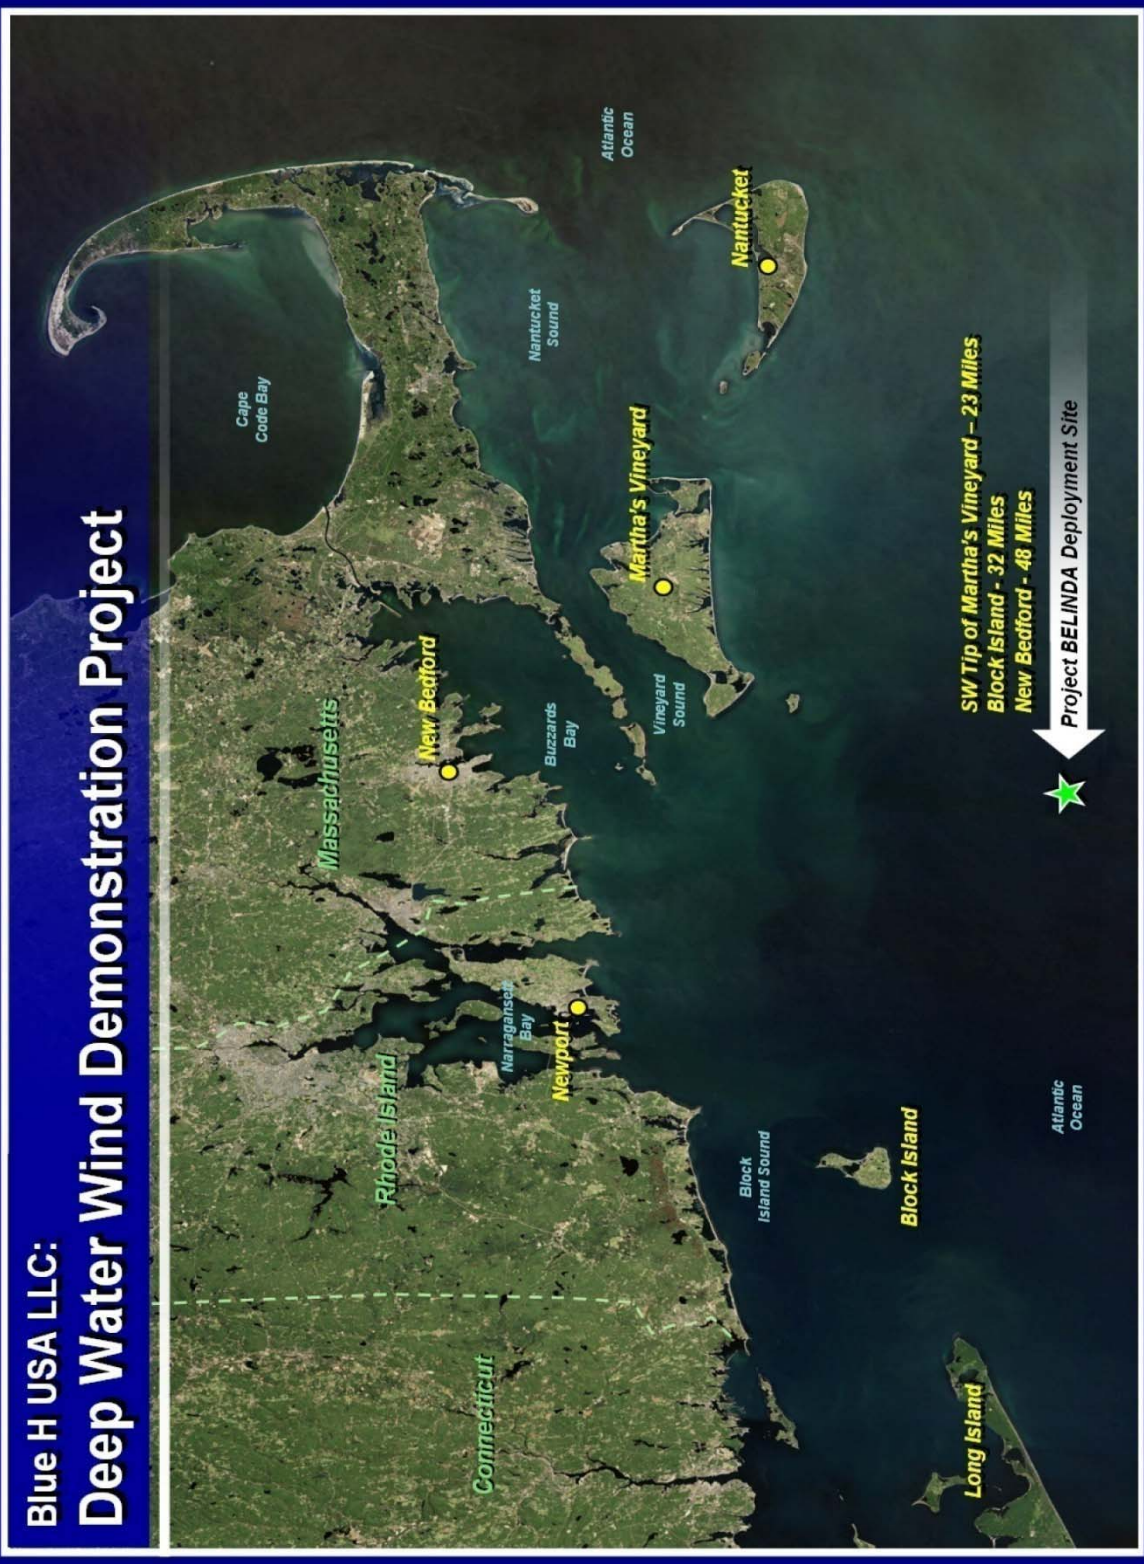 Blue H USA LLC:
Deep Water Wind Demonstration Project
Cape
Code Bay
Massachusetts
New Bedford
Rhode Island
Connecticut
Narragansett
Bay
Newport
Buzzards
Bay
Nantucket
Sound
Atlantic
Ocean
Martha's Vineyard
Vineyard
Sound
Nantucket
Block
Island Sound
Block Island
Long Island
SW Tip of Martha's Vineyard – 23 Miles
Block Island - 32 Miles
New Bedford - 48 Miles
Project BELINDA Deployment Site
Atlantic
Ocean